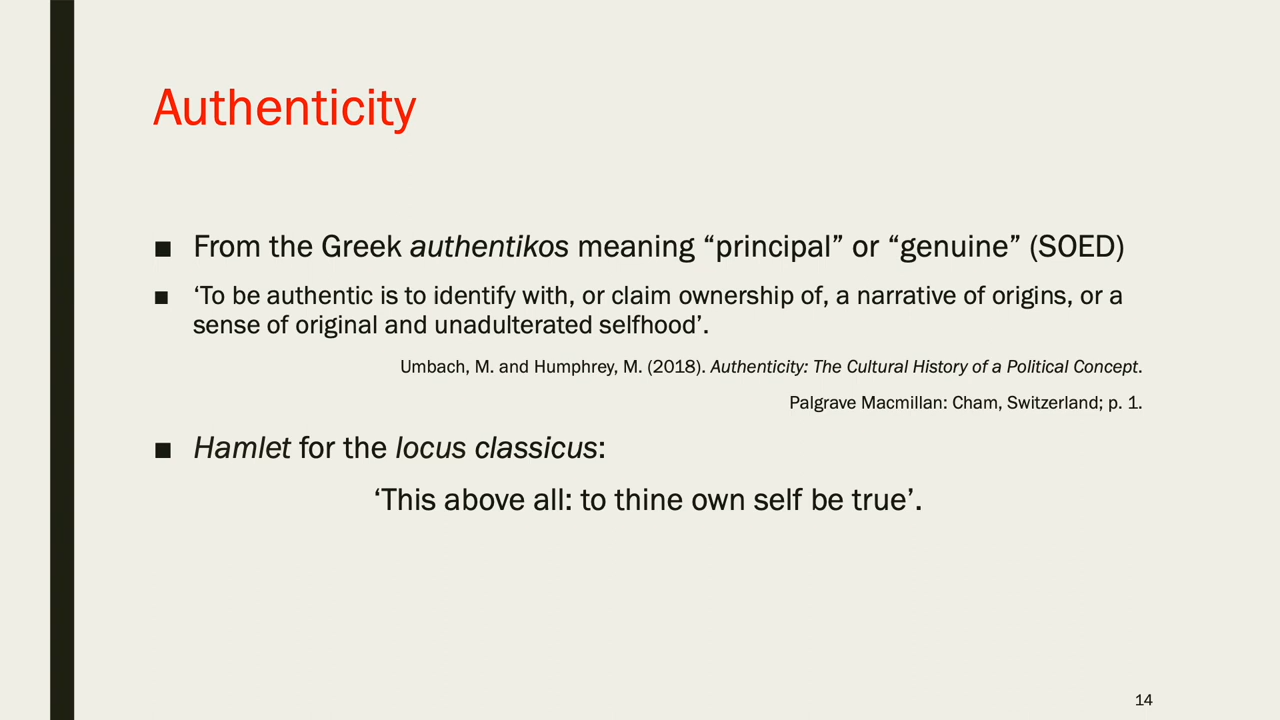 Authenticity
■ From the Greek authentikos meaning “principal” or “genuine” (SOED)
■ ‘To be authentic is to identify with, or claim ownership of, a narrative of origins, or a
sense of original and unadulterated selfhood’.
Umbach, M. and Humphrey, M. (2018). Authenticity: The Cultural History of a Political Concept.
Palgrave Macmillan: Cham, Switzerland; p. 1.
■ Hamlet for the locus classicus:
‘This above all: to thine own self be true’.
14